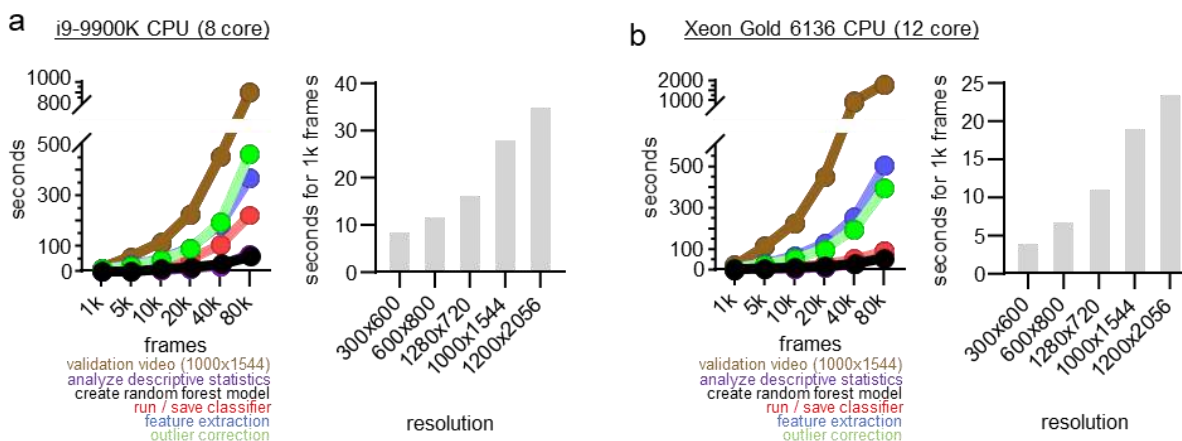 a
i9-9900K CPU (8 core)
1000
800
500
300
100
0
seconds
1k
5k
10k
20k
40k
80k
frames
validation video (1000x1544)
analyze descriptive statistics
create random forest model
run / save classifier
feature extraction
outlier correction
40
30
20
10
0
seconds for 1k frames
300x600
600x800
1280x720
1000x1544
1200x2056
resolution
b
Xeon Gold 6136 CPU (12 core)
2000
1000
500
300
100
0
seconds
1k
5k
10k
20k
40k
80k
frames
validation video (1000x1544)
analyze descriptive statistics
create random forest model
run / save classifier
feature extraction
outlier correction
25
20
15
10
5
0
seconds for 1k frames
300x600
600x800
1280x720
1000x1544
1200x2056
resolution